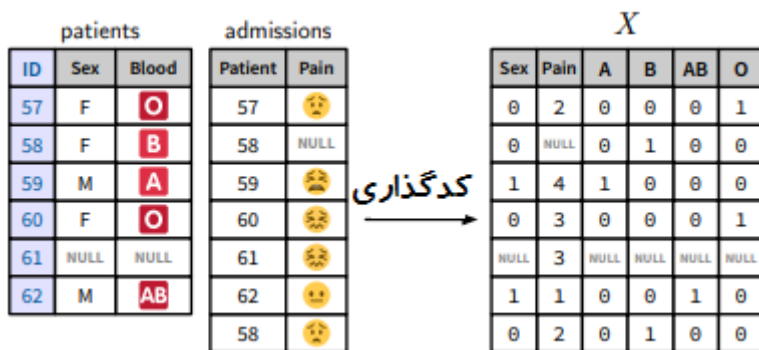 patients
ID Sex Blood
57 F O
58 F B
59 M A
60 F O
61 NULL NULL
62 M AB
admissions
Patient Pain
57
58 NULL
59
60
61
62
58
کدگذاری
X
Sex Pain A B AB O
0 2 0 0 0 1
0 NULL 0 1 0 0
1 4 1 0 0 0
0 3 0 0 0 1
NULL 3 NULL NULL NULL NULL
1 1 0 0 1 0
0 2 0 1 0 0